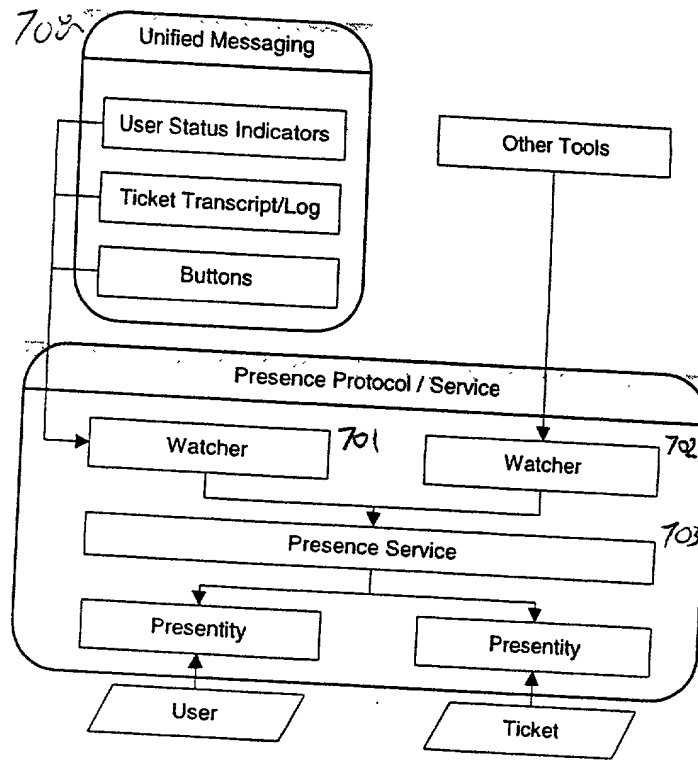 Unified Messaging
User Status Indicators
Other Tools
Ticket Transcript/Log
Buttons
Presence Protocol / Service
Watcher
701
Watcher
702
Presence Service
703
Presentity
Presentity
User
Ticket